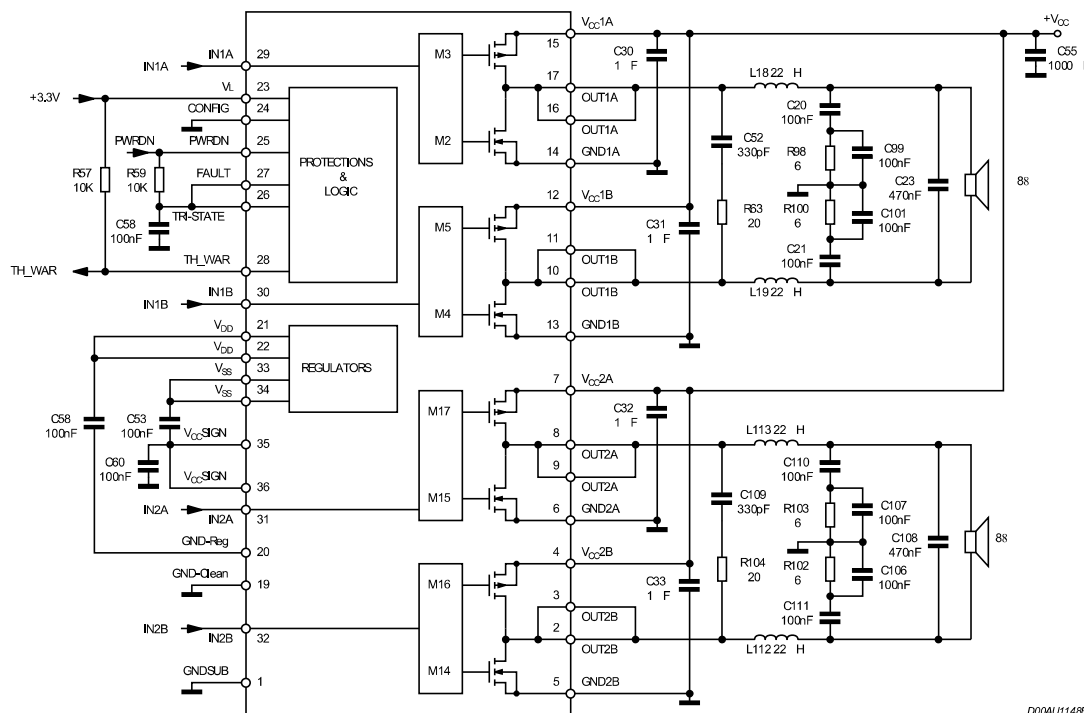 VCC1A
+VCC
15
C30
1 F
C55
1000
IN1A
29
IN1A
M3
17
OUT1A
16
OUT1A
M2
14
GND1A
L18 22 H
C20
100nF
C52
330pF
R98
6
C99
100nF
C23
470nF
88
R63
20
R100
6
C101
100nF
C21
100nF
L19 22 H
+3.3V
VL
23
CONFIG
24
PWRDN
PWRDN
25
FAULT
27
26
TRI-STATE
R57
10K
R59
10K
C58
100nF
PROTECTIONS
&
LOGIC
TH_WAR
TH_WAR
28
12
VCC1B
M5
11
OUT1B
10
OUT1B
M4
13
GND1B
C31
1 F
IN1B
IN1B
30
VDD
21
VDD
22
VSS
33
VSS
34
REGULATORS
C58
100nF
C53
100nF
VCCSIGN
35
C60
100nF
VCCSIGN
36
IN2A
IN2A
31
GND-Reg
20
GND-Clean
19
IN2B
IN2B
32
GNDSUB
1
7
VCC2A
M17
8
OUT2A
9
OUT2A
M15
6
GND2A
C32
1 F
4
VCC2B
M16
3
OUT2B
2
OUT2B
M14
5
GND2B
C33
1 F
L113 22 H
C110
100nF
C109
330pF
R103
6
C107
100nF
C108
470nF
88
R104
20
R102
6
C106
100nF
C111
100nF
L112 22 H